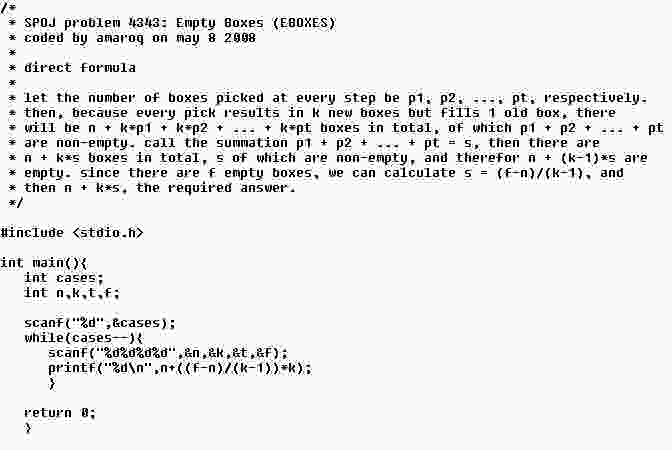 /*
 * SPOJ problem 4343: Empty Boxes (EBOXES)
 * coded by amaroq on may 8 2008
 *
 * direct formula
 *
 * let the number of boxes picked at every step be p1, p2, ..., pt, respectively.
 * then, because every pick results in k new boxes but fills 1 old box, there
 * will be n + k*p1 + k*p2 + ... + k*pt boxes in total, of which p1 + p2 + ... + pt
 * are non-empty. call the summation p1 + p2 + ... + pt = s, then there are
 * n + k*s boxes in total, s of which are non-empty, and therefor n + (k-1)*s are
 * empty. since there are f empty boxes, we can calculate s = (f-n)/(k-1), and
 * then n + k*s, the required answer.
 */

#include <stdio.h>

int main(){
   int cases;
   int n,k,t,f;

   scanf("%d",&cases);
   while(cases--){
      scanf("%d%d%d%d",&n,&k,&t,&f);
      printf("%d\n",n+((f-n)/(k-1))*k);
      }

   return 0;
   }